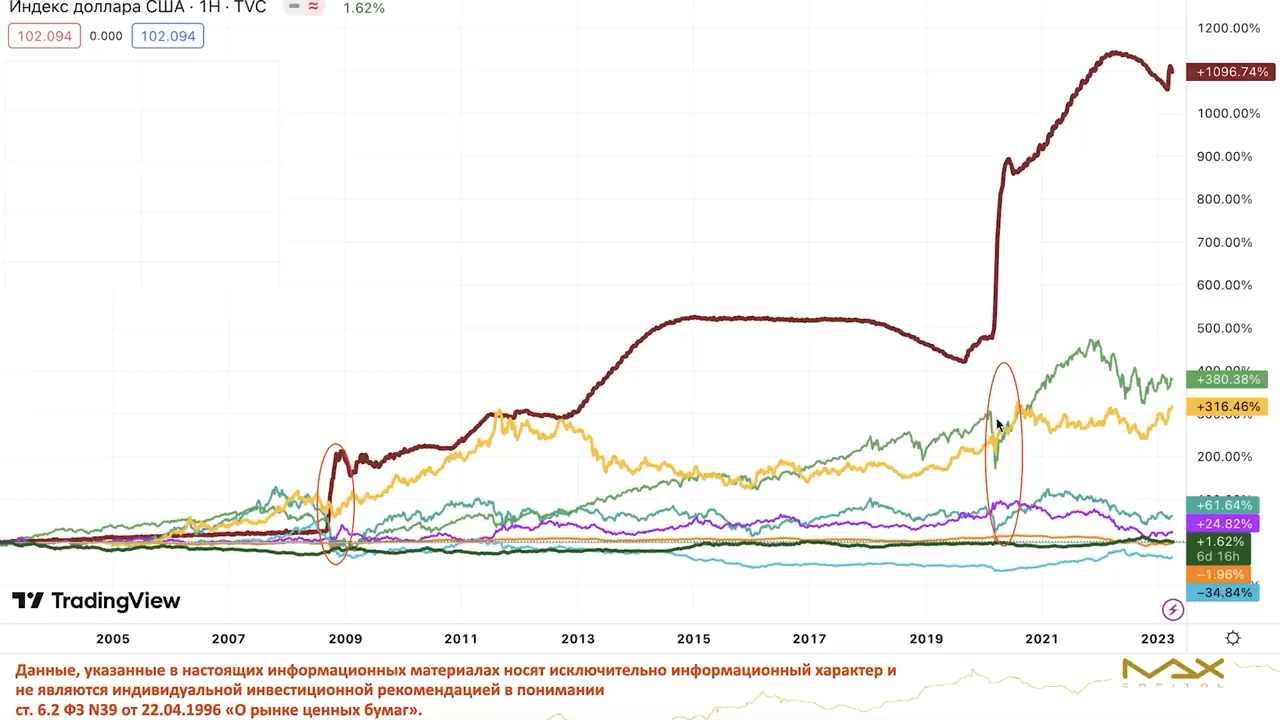 Индекс доллара США · 1Н · TVC 1.62%
102.094 0.000 102.094
1200.00%
+1096.74%
1000.00%
900.00%
800.00%
700.00%
600.00%
500.00%
+380.38%
+316.46%
200.00%
+61.64%
+24.82%
+1.62%
6d 16h
−1.96%
−34.84%
TradingView
2005 2007 2009 2011 2013 2015 2017 2019 2021 2023
Данные, указанные в настоящих информационных материалах носят исключительно информационный характер и
не являются индивидуальной инвестиционной рекомендацией в понимании
ст. 6.2 ФЗ N39 от 22.04.1996 «О рынке ценных бумаг».
MAX
CAPITAL